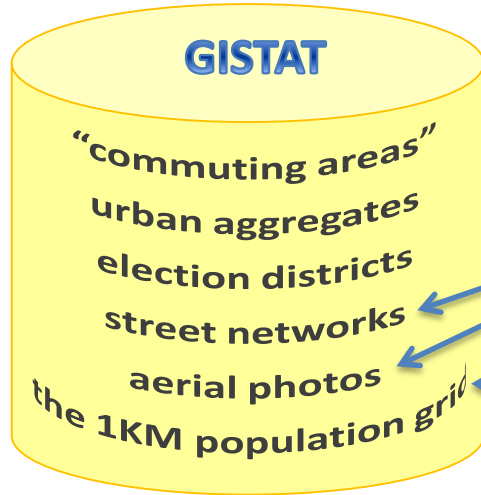 GISTAT
“commuting areas”
urban aggregates
election districts
street networks
aerial photos
the 1KM population grid